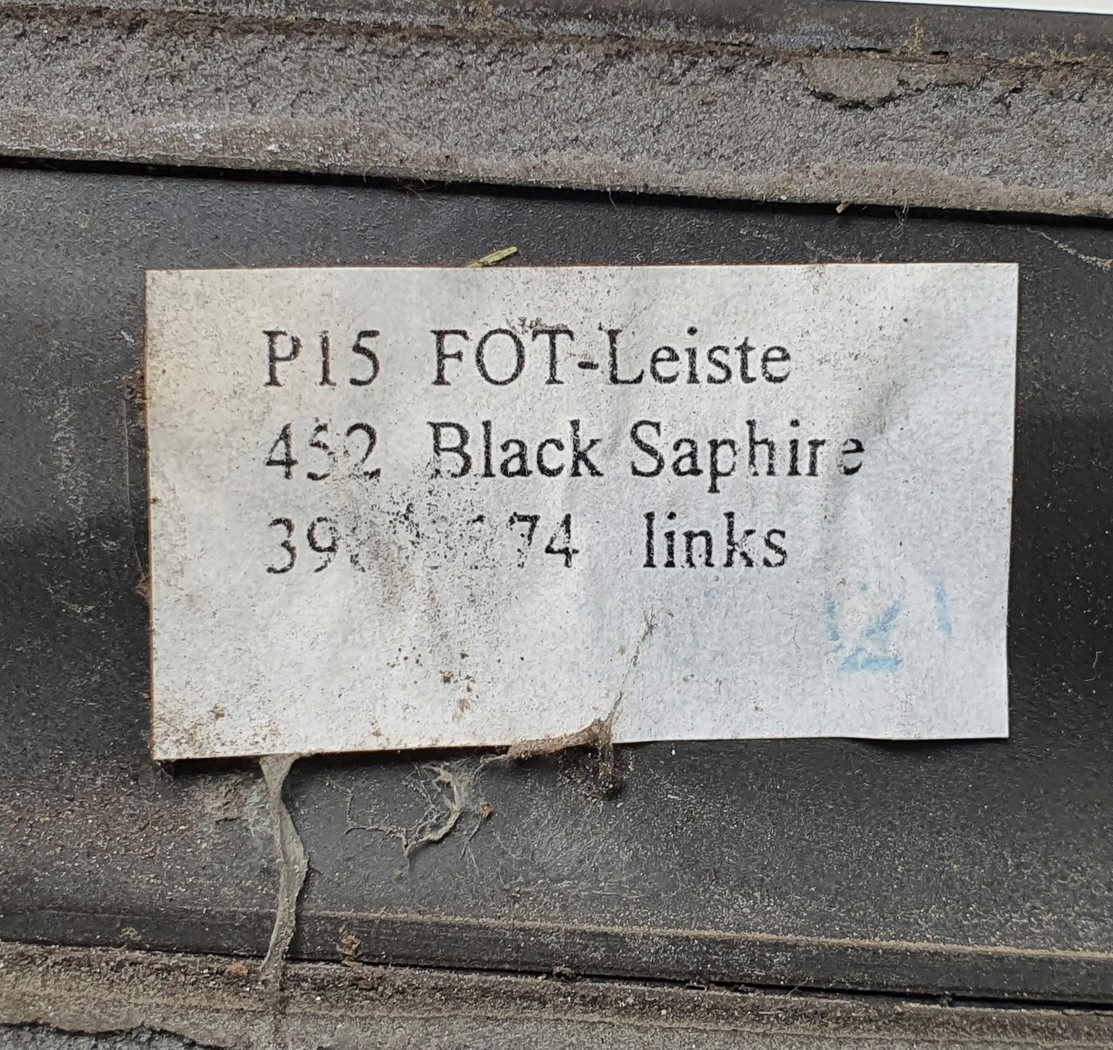 P15 FOT-Leiste
452 Black Saphire
links